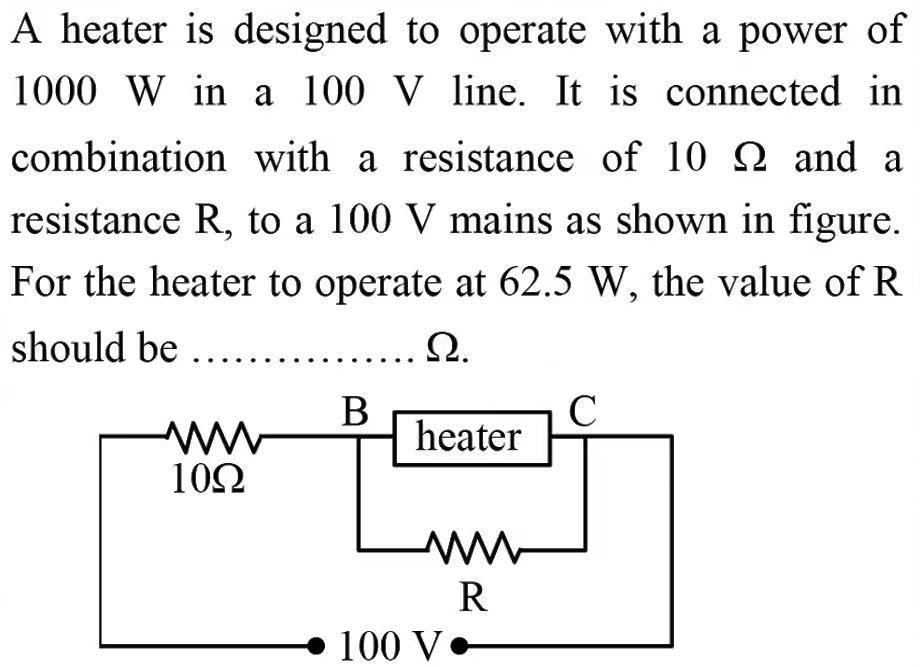 A heater is designed to operate with a power of
1000 W in a 100 V line. It is connected in
combination with a resistance of 10 Ω and a
resistance R, to a 100 V mains as shown in figure.
For the heater to operate at 62.5 W, the value of R
should be ................ Ω.
B
heater
C
10Ω
R
100 V